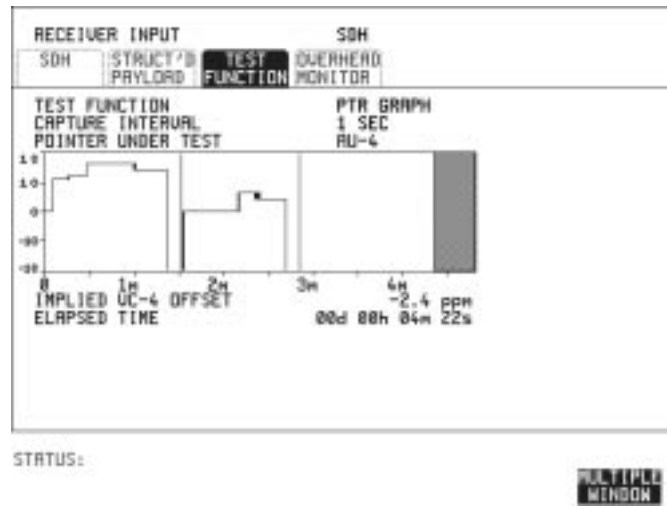 RECEIVER INPUT SDH
SDH STRUCT'D PAYLOAD TEST FUNCTION OVERHEAD MONITOR
TEST FUNCTION PTR GRAPH
CAPTURE INTERVAL 1 SEC
POINTER UNDER TEST AU-4
10
0
0 1M 2M 3M 4M
IMPLIED VC-4 OFFSET -2.4 ppm
ELAPSED TIME 00d 00h 04m 22s
STATUS:
MULTIPLE
WINDOW